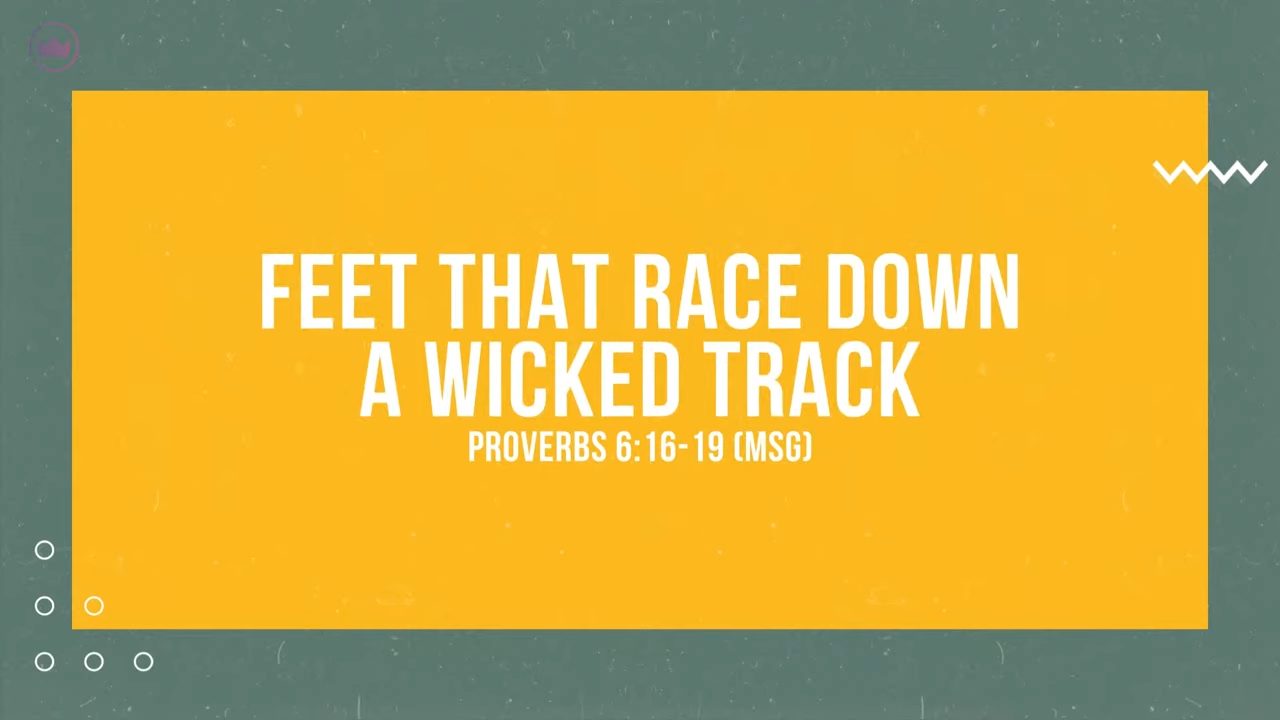 FEET THAT RACE DOWN
A WICKED TRACK
PROVERBS 6:16-19 (MSG)